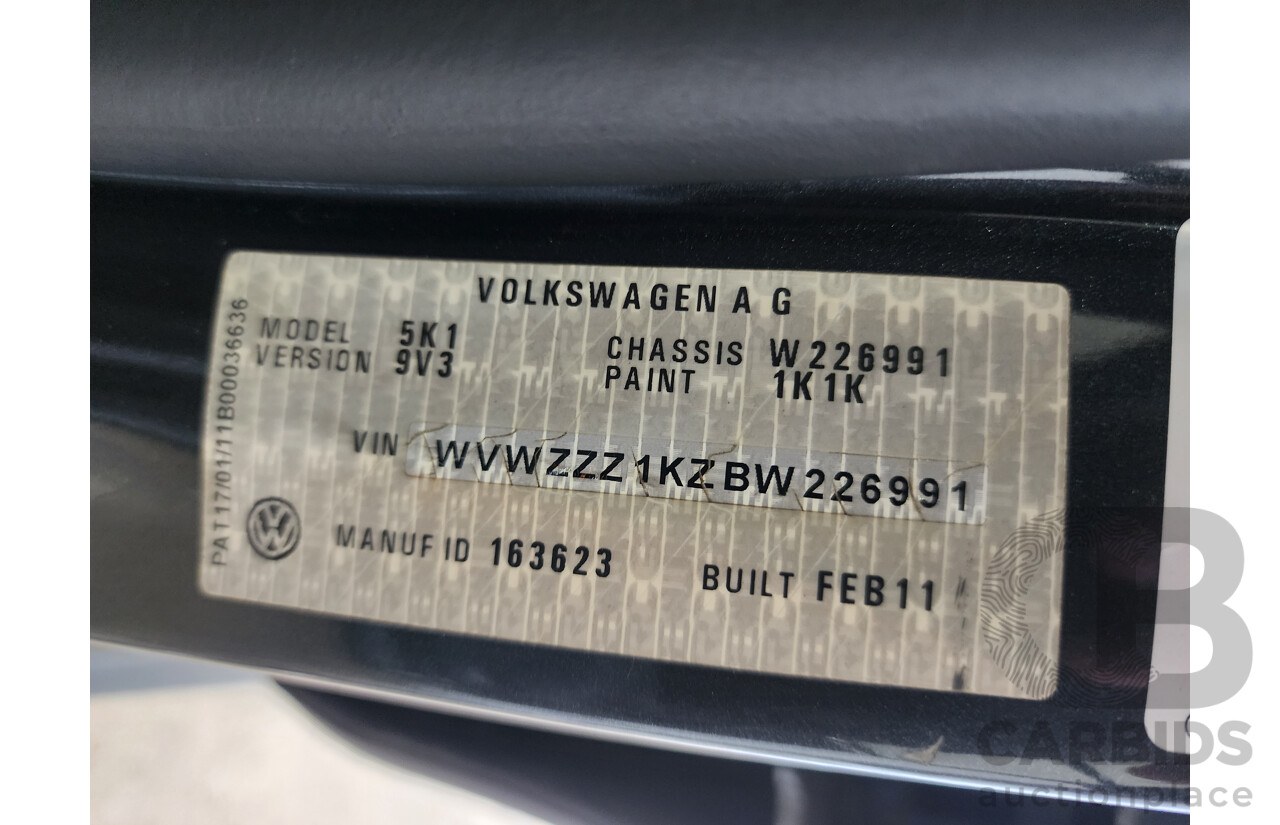 VOLKSWAGEN A G
MODEL 5K1
VERSION 9V3
CHASSIS W226991
PAINT 1K1K
VIN WVWZZZ1KZBW226991
MANUF ID 163623
BUILT FEB11
PAT17/01/11B00036636
CB
CARBIDS
auctionplace